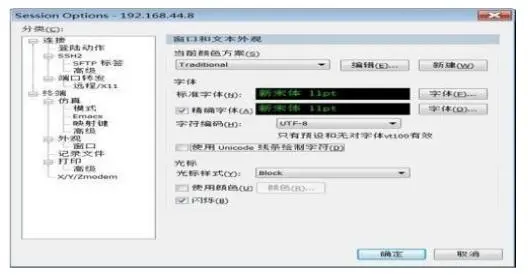 Session Options - 192.168.44.8
分类(C):
连接
登陆动作
SSH2
SFTP 标签
高级
端口转发
远程/X11
终端
仿真
模式
Emacs
映射键
高级
外观
窗口
记录文件
打印
高级
X/Y/Zmodem
窗口和文本外观
当前颜色方案(S)
Traditional
编辑(E)...
新建(W)
字体
标准字体(N):
新宋体 11pt
字体(F)...
精确字体(A)
新宋体 11pt
字体(O)...
字符编码(H):
UTF-8
只有预设和无对字体vt100有效
使用 Unicode 线条绘制字符(D)
光标
光标样式(Y):
Block
使用颜色(U)
颜色(R)...
闪烁(B)
确定
取消